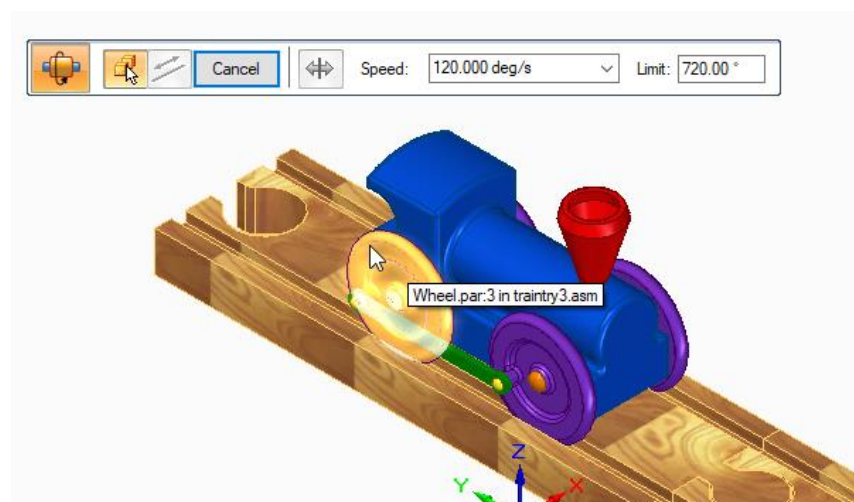 Cancel Speed: 120.000 deg/s Limit: 720.00 °
Wheel.par:3 in traintry3.asm
Z
Y X